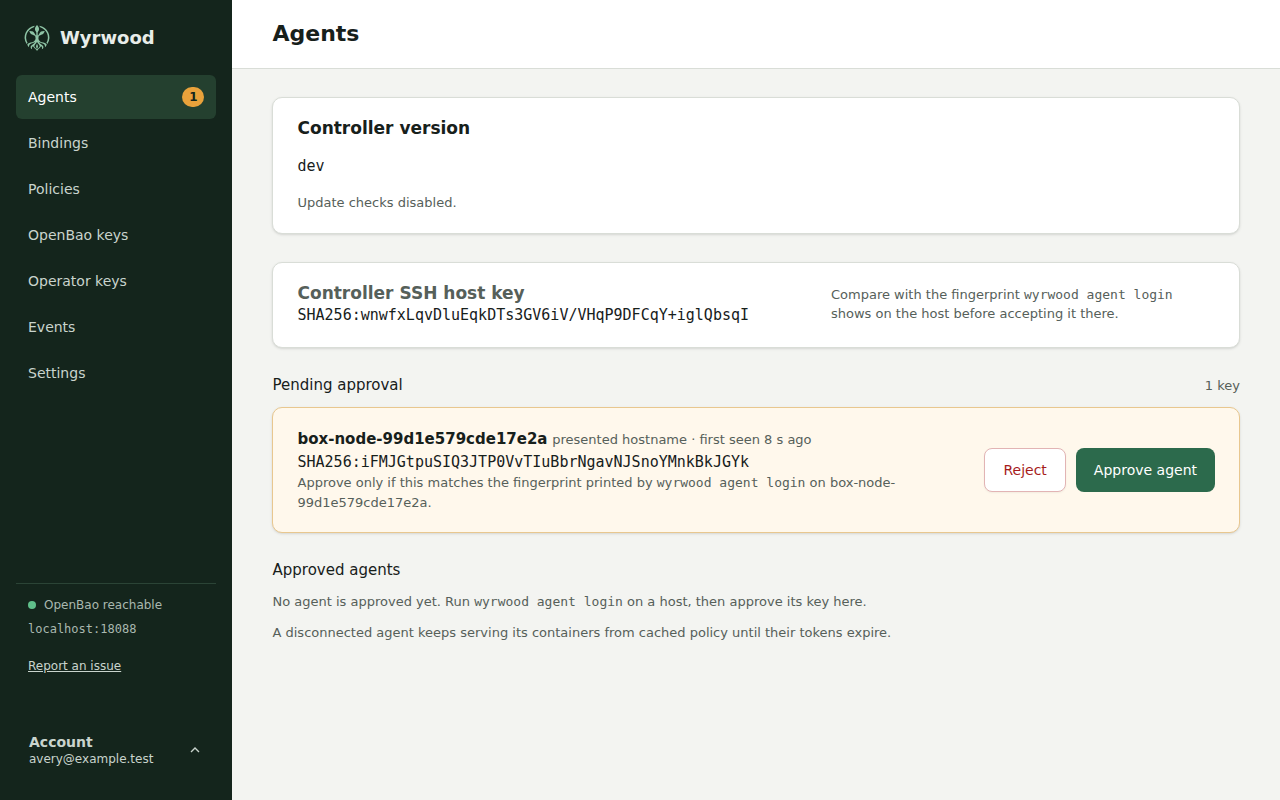 Wyrwood
Agents 1
Bindings
Policies
OpenBao keys
Operator keys
Events
Settings
OpenBao reachable
localhost:18088
Report an issue
Account
avery@example.test
Agents
Controller version
dev
Update checks disabled.
Controller SSH host key
SHA256:wnwfxLqvDluEqkDTs3GV6iV/VHqP9DFCqY+iglQbsqI
Compare with the fingerprint wyrwood agent login
shows on the host before accepting it there.
Pending approval
1 key
box-node-99d1e579cde17e2a presented hostname · first seen 8 s ago
SHA256:iFMJGtpuSIQ3JTP0VvTIuBbrNgavNJSnoYMnkBkJGYk
Approve only if this matches the fingerprint printed by wyrwood agent login on box-node-
99d1e579cde17e2a.
Reject
Approve agent
Approved agents
No agent is approved yet. Run wyrwood agent login on a host, then approve its key here.
A disconnected agent keeps serving its containers from cached policy until their tokens expire.